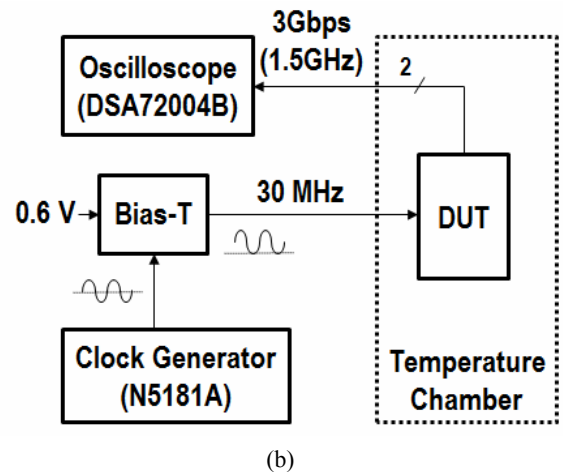 3Gbps
(1.5GHz)
2
Oscilloscope
(DSA72004B)
0.6 V
Bias-T
30 MHz
DUT
Clock Generator
(N5181A)
Temperature
Chamber
(b)